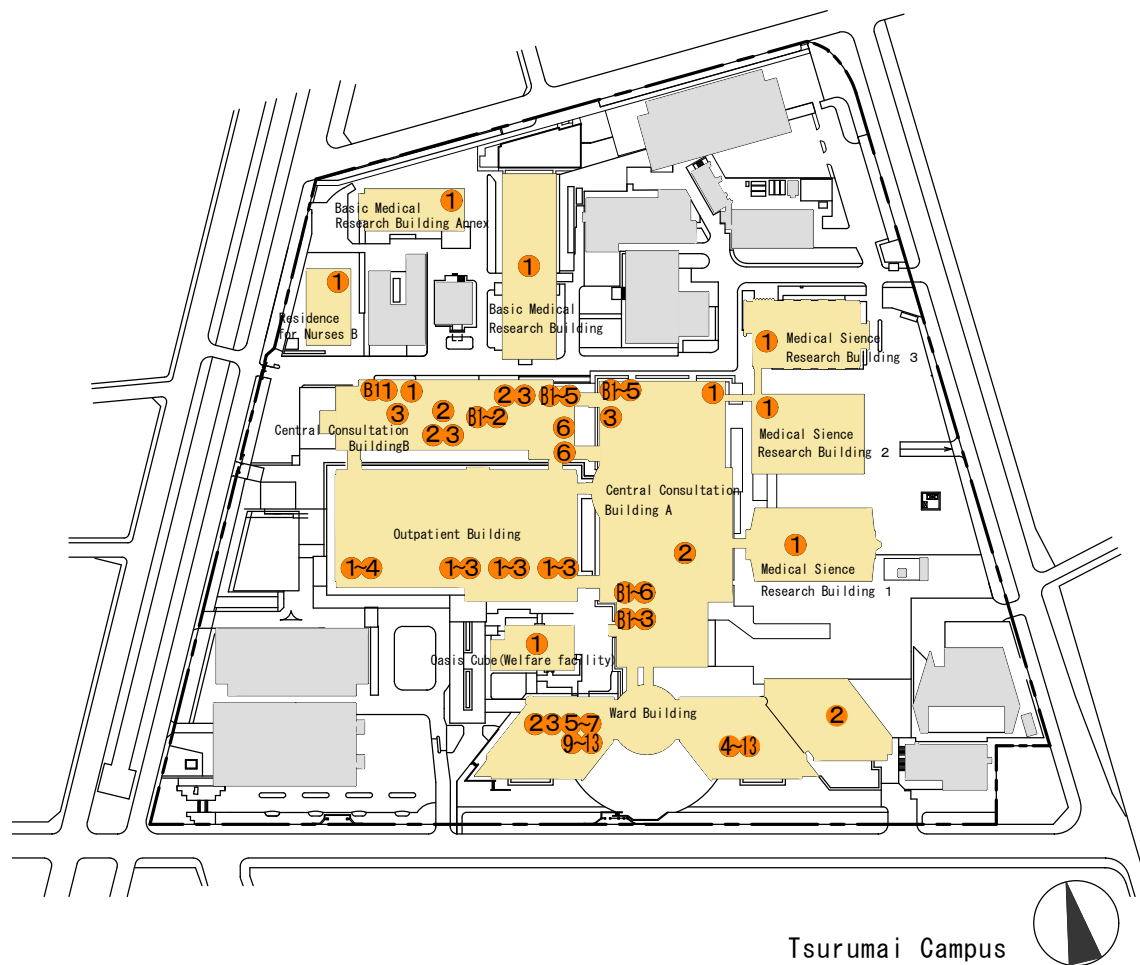 1
Basic Medical
Research Building Annex
1
1
Residence
for Nurses B
Basic Medical
Research Building
1
Medical Sience
Research Building 3
B1 1 1 2 3 B1~5
3 2 B1~2
2 3 6
6
Central Consultation
BuildingB
B1~5 1
3
1
Medical Sience
Research Building 2
Central Consultation
Building A
Outpatient Building
1~4 1~3 1~3 1~3
2
1
Medical Sience
Research Building 1
B1~6
B1~3
1
Oasis Cube(Welfare facility)
Ward Building
2 3 5~7
9~13
4~13
2
Tsurumai Campus